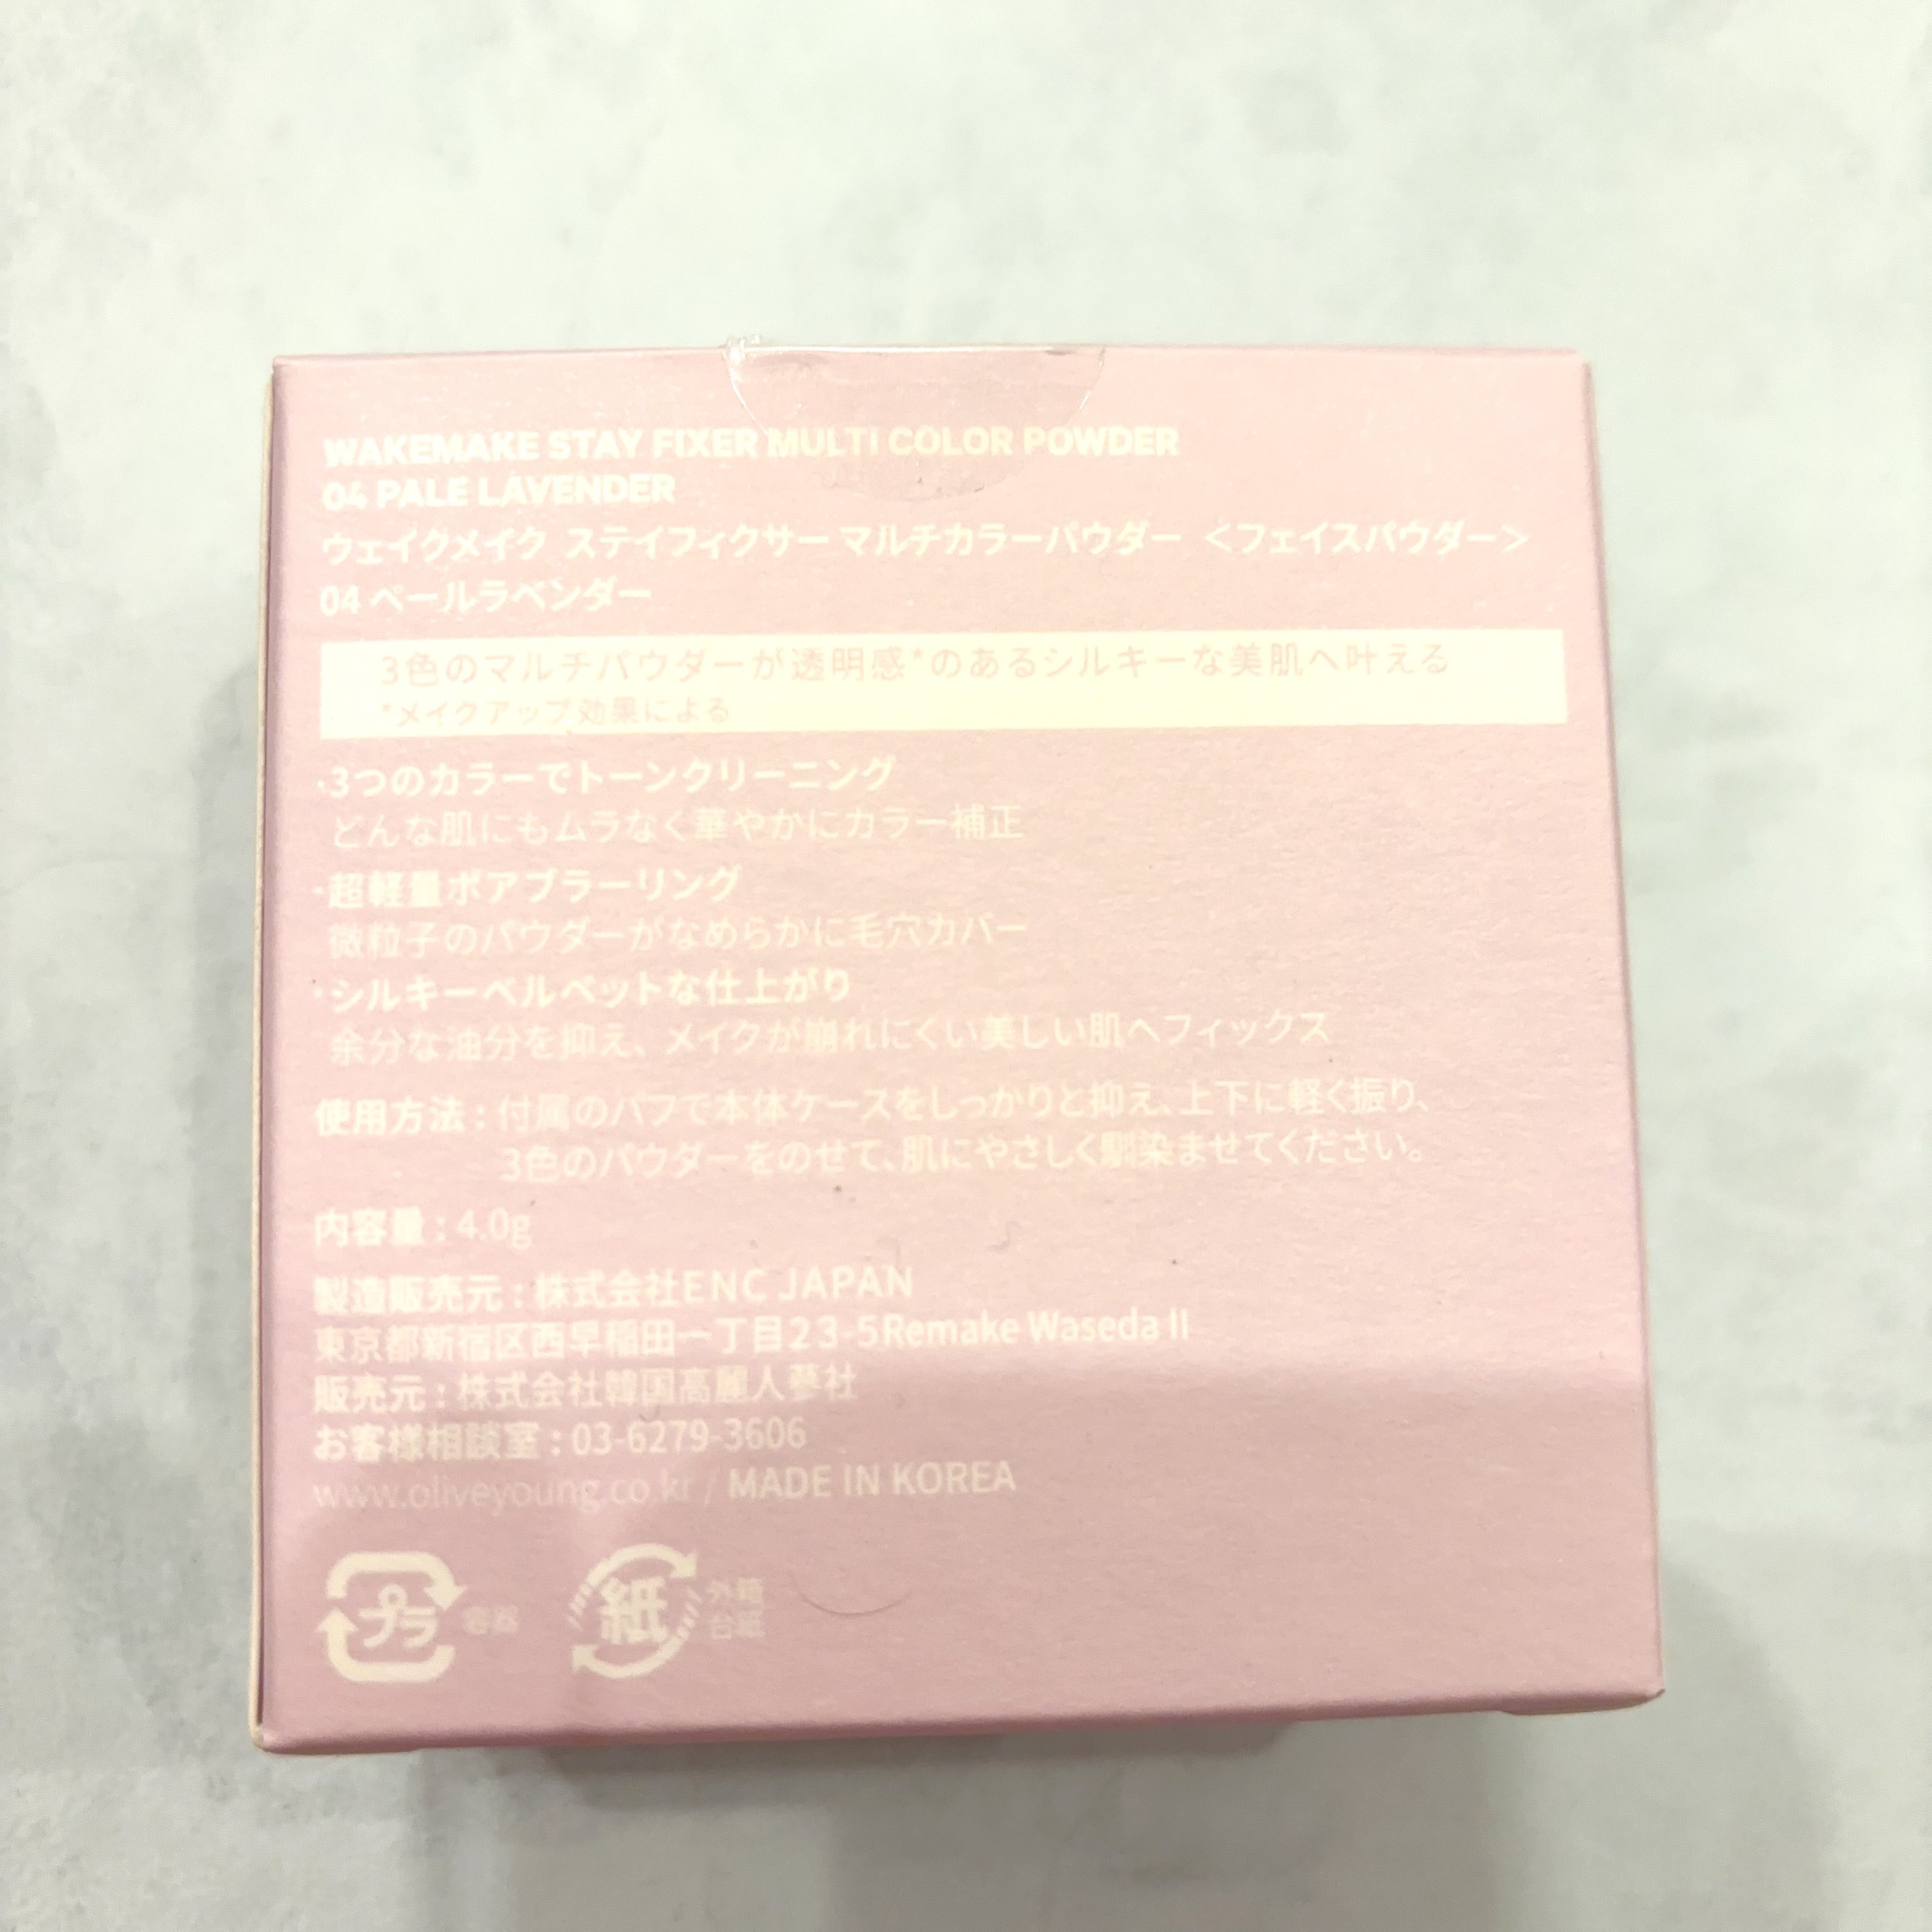 WAKEMAKE STAY FIXER MULTI COLOR POWDER
04 PALE LAVENDER
ウェイクメイク ステイフィクサー マルチカラーパウダー <フェイスパウダー>
04 ペールラベンダー
3色のマルチパウダーが透明感*のあるシルキーな美肌へ叶える
*メイクアップ効果による
・3つのカラーでトーンクリーニング
どんな肌にもムラなく華やかにカラー補正
・超軽量ポアブラーリング
微粒子のパウダーがなめらかに毛穴カバー
・シルキーベルベットな仕上がり
余分な油分を抑え、メイクが崩れにくい美しい肌へフィックス
使用方法 : 付属のパフで本体ケースをしっかりと抑え、上下に軽く振り、
3色のパウダーをのせて、肌にやさしく馴染ませてください。
内容量 : 4.0g
製造販売元 : 株式会社ENC JAPAN
東京都新宿区西早稲田一丁目23-5Remake Waseda II
販売元 : 株式会社韓国高麗人蔘社
お客様相談室 : 03-6279-3606
www.oliveyoung.co.kr / MADE IN KOREA
プラ 容器
紙 外箱
台紙